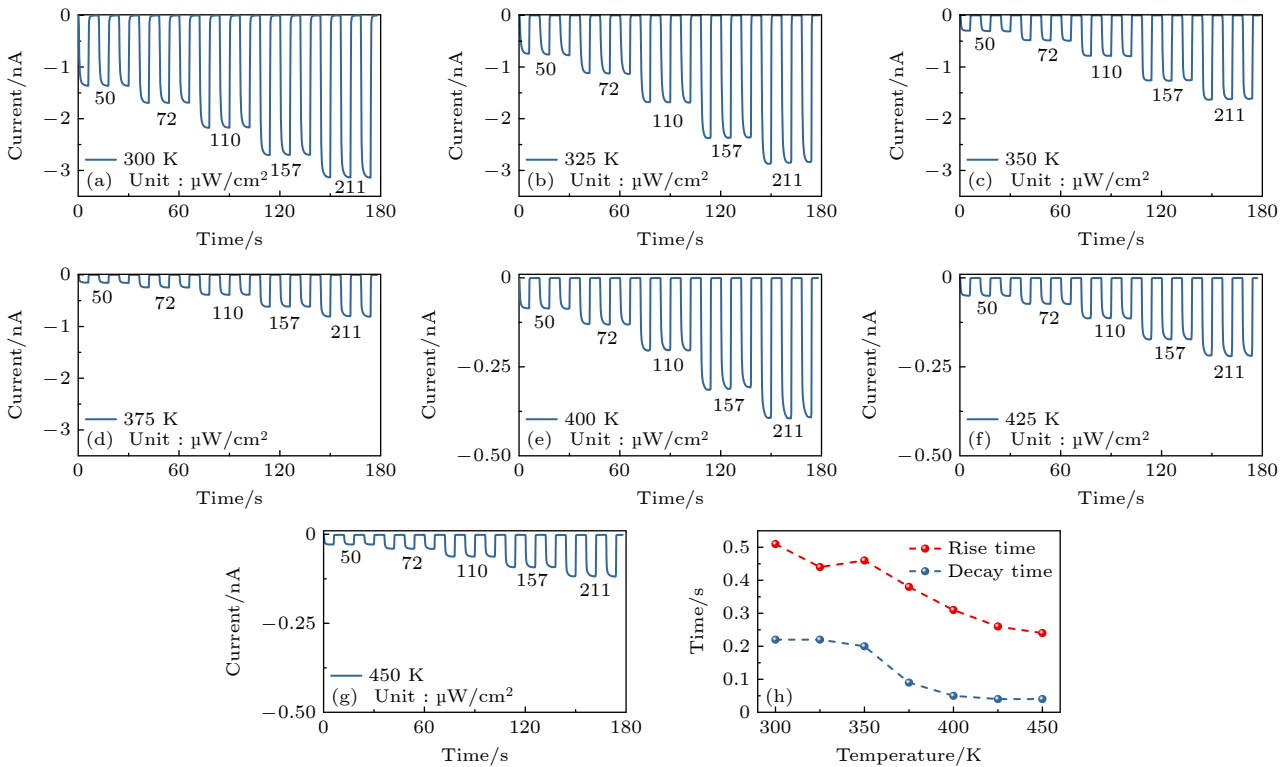 0
−1
−2
−3
Current/nA
50
72
110
157
211
300 K
(a) Unit : µW/cm²
0 60 120 180
Time/s
0
−1
−2
−3
Current/nA
50
72
110
157
211
325 K
(b) Unit : µW/cm²
0 60 120 180
Time/s
0
−1
−2
−3
Current/nA
50
72
110
157
211
350 K
(c) Unit : µW/cm²
0 60 120 180
Time/s
0
−1
−2
−3
Current/nA
50
72
110
157
211
375 K
(d) Unit : µW/cm²
0 60 120 180
Time/s
0
−0.25
−0.50
Current/nA
50
72
110
157
211
400 K
(e) Unit : µW/cm²
0 60 120 180
Time/s
0
−0.25
−0.50
Current/nA
50
72
110
157
211
425 K
(f) Unit : µW/cm²
0 60 120 180
Time/s
0
−0.25
−0.50
Current/nA
50
72
110
157
211
450 K
(g) Unit : µW/cm²
0 60 120 180
Time/s
0.5
0.4
0.3
0.2
0.1
0
Time/s
Rise time
Decay time
(h)
300 350 400 450
Temperature/K